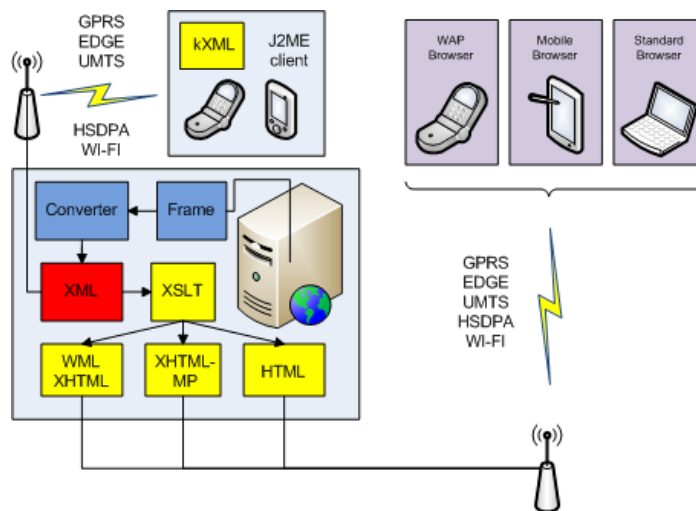 GPRS
EDGE
UMTS
HSDPA
WI-FI
kXML
J2ME
client
WAP
Browser
Mobile
Browser
Standard
Browser
Converter
Frame
XML
XSLT
WML
XHTML
XHTML-
MP
HTML
GPRS
EDGE
UMTS
HSDPA
WI-FI